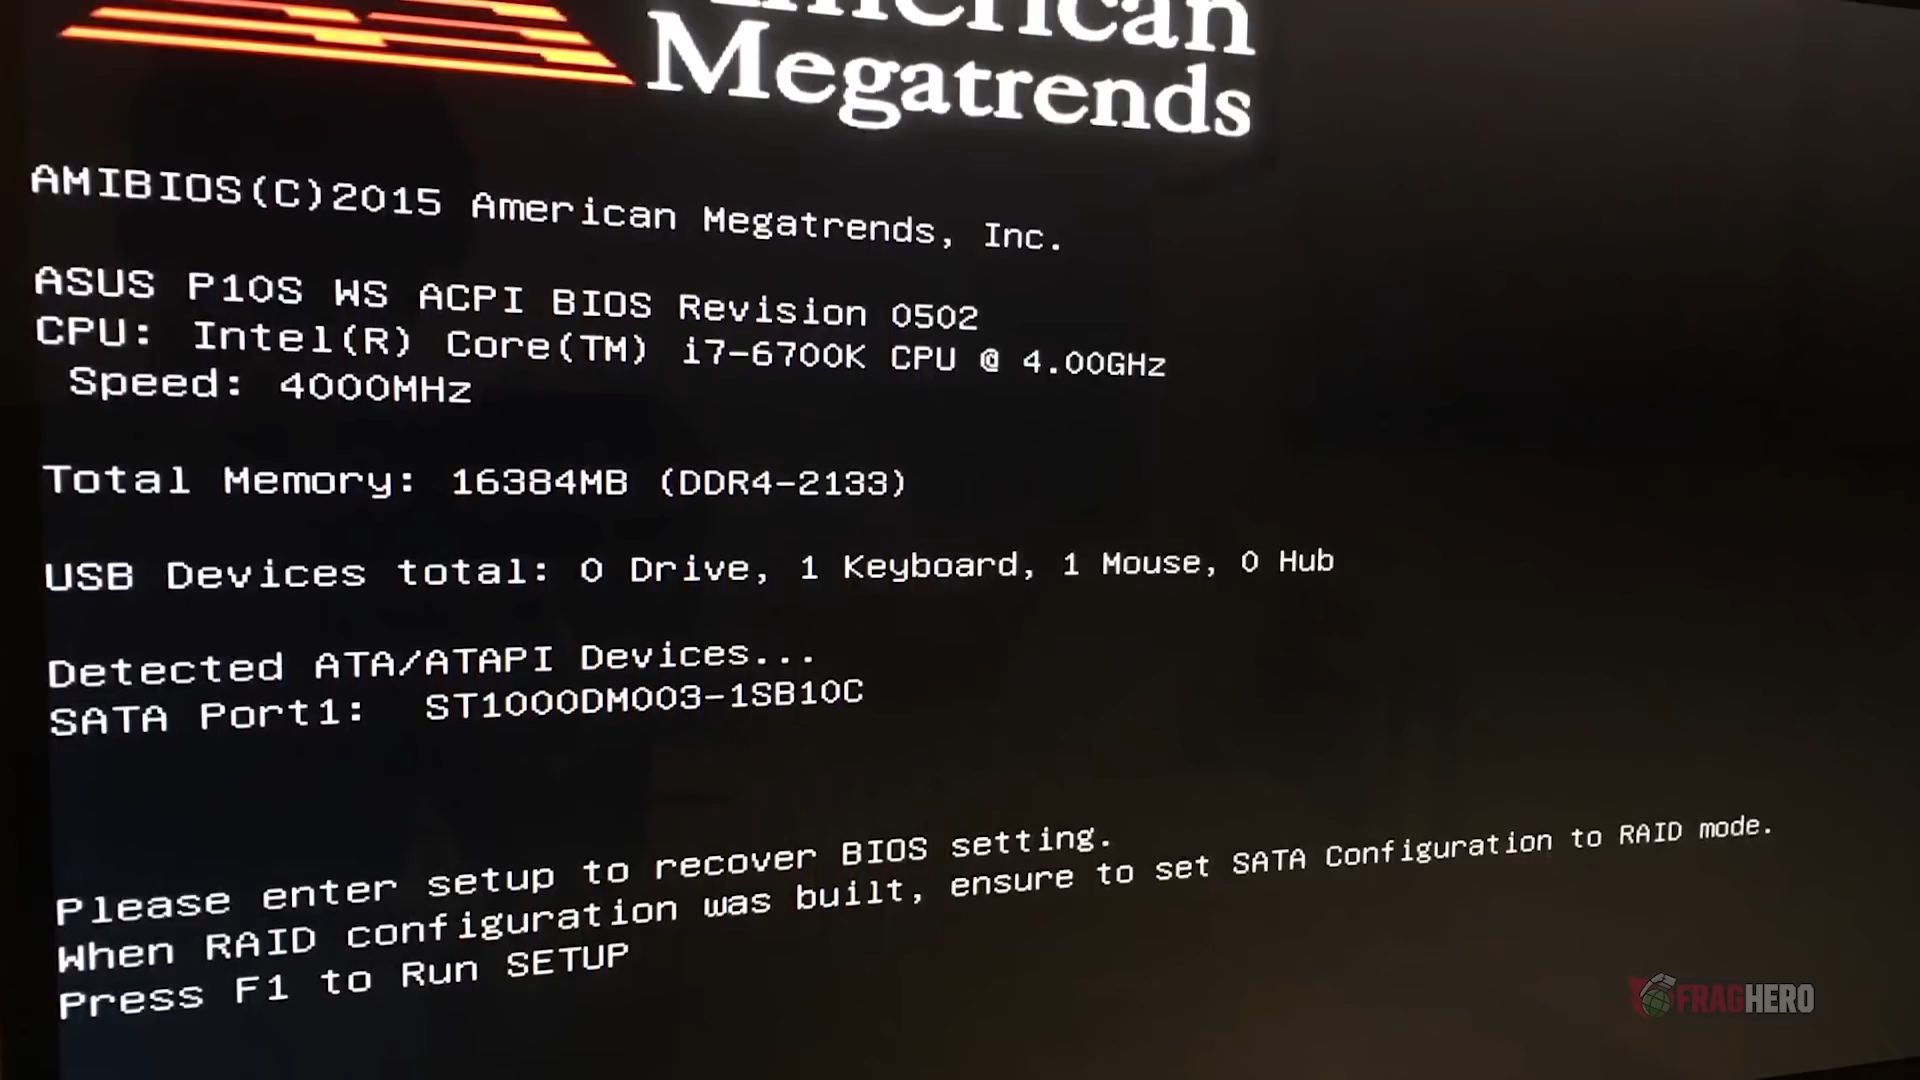 American
Megatrends
AMIBIOS(C)2015 American Megatrends, Inc.
ASUS P10S WS ACPI BIOS Revision 0502
CPU: Intel(R) Core(TM) i7-6700K CPU @ 4.00GHz
Speed: 4000MHz
Total Memory: 16384MB (DDR4-2133)
USB Devices total: 0 Drive, 1 Keyboard, 1 Mouse, 0 Hub
Detected ATA/ATAPI Devices...
SATA Port1: ST1000DM003-1SB10C
Please enter setup to recover BIOS setting.
When RAID configuration was built, ensure to set SATA Configuration to RAID mode.
Press F1 to Run SETUP
FRAGHERO